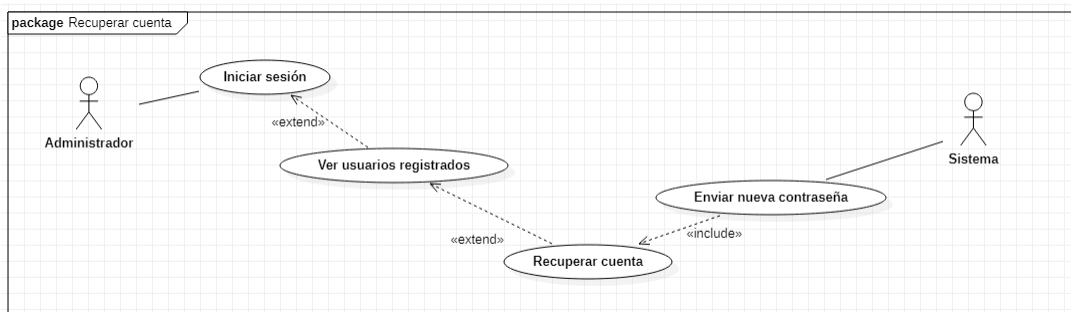 package Recuperar cuenta
Iniciar sesión
Administrador
«extend»
Ver usuarios registrados
Sistema
Enviar nueva contraseña
«extend»
«include»
Recuperar cuenta